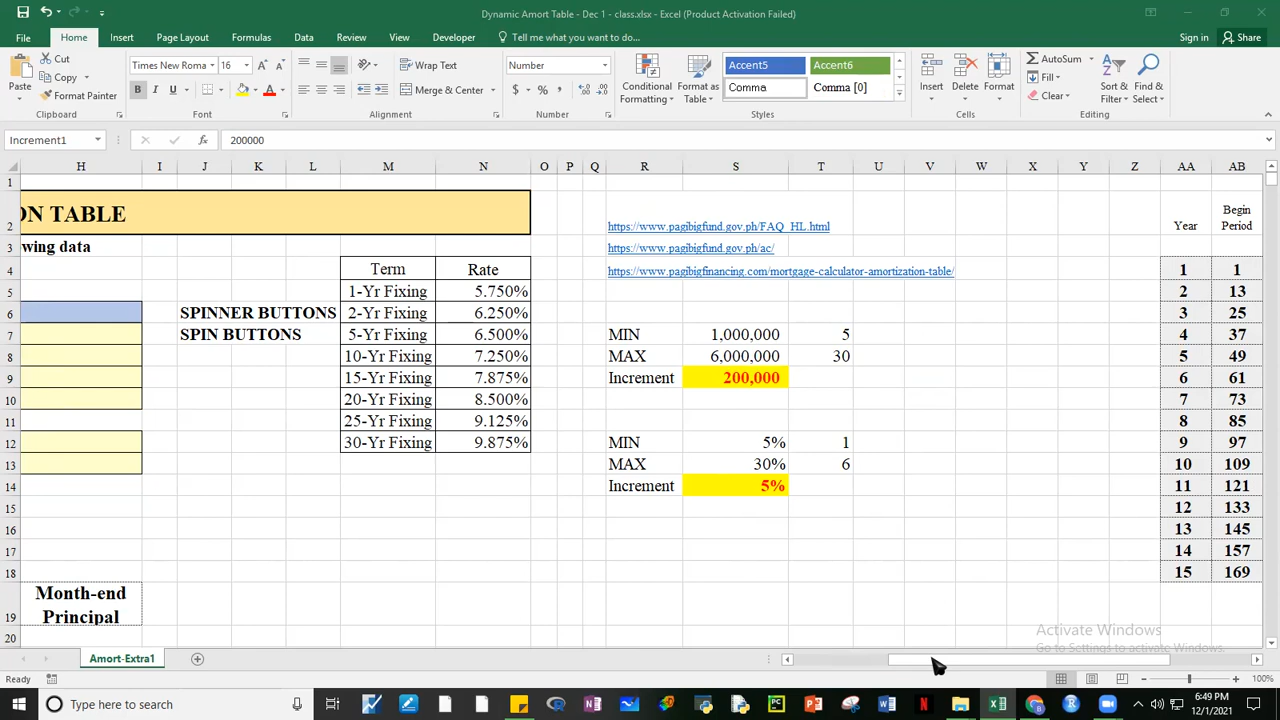 Dynamic Amort Table - Dec 1 - class.xlsx - Excel (Product Activation Failed)
File Home Insert Page Layout Formulas Data Review View Developer Tell me what you want to do... Sign in Share
Paste
Cut
Copy
Format Painter
Clipboard
Times New Roma 16
B I U
Font
Wrap Text
Merge & Center
Alignment
Number
$ % ,
Number
Conditional Formatting
Format as Table
Accent5 Accent6
Comma Comma [0]
Styles
Insert Delete Format
Cells
AutoSum
Fill
Clear
Sort & Filter
Find & Select
Editing
Increment1 fx 200000
H I J K L M N O P Q R S T U V W X Y Z AA AB
1
2 ON TABLE https://www.pagibigfund.gov.ph/FAQ_HL.html Year Begin Period
3 wing data https://www.pagibigfund.gov.ph/ac/
4 Term Rate https://www.pagibigfinancing.com/mortgage-calculator-amortization-table/ 1 1
5 1-Yr Fixing 5.750% 2 13
6 SPINNER BUTTONS 2-Yr Fixing 6.250% 3 25
7 SPIN BUTTONS 5-Yr Fixing 6.500% MIN 1,000,000 5 4 37
8 10-Yr Fixing 7.250% MAX 6,000,000 30 5 49
9 15-Yr Fixing 7.875% Increment 200,000 6 61
10 20-Yr Fixing 8.500% 7 73
11 25-Yr Fixing 9.125% 8 85
12 30-Yr Fixing 9.875% MIN 5% 1 9 97
13 MAX 30% 6 10 109
14 Increment 5% 11 121
15 12 133
16 13 145
17 14 157
18 15 169
19 Month-end Principal
20
Activate Windows
Go to Settings to activate Windows.
Amort-Extra1
Ready 100%
Type here to search
6:49 PM
12/1/2021